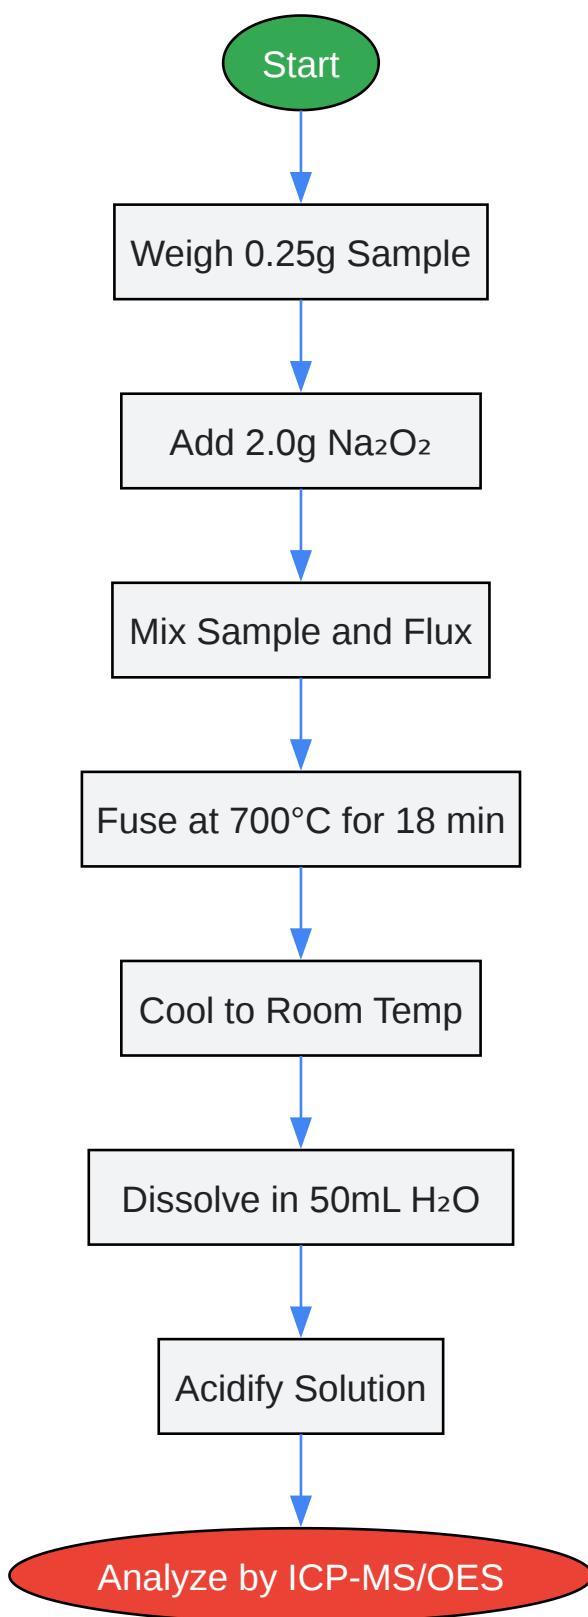 Start
Weigh 0.25g Sample
Add 2.0g Na₂O₂
Mix Sample and Flux
Fuse at 700°C for 18 min
Cool to Room Temp
Dissolve in 50mL H₂O
Acidify Solution
Analyze by ICP-MS/OES